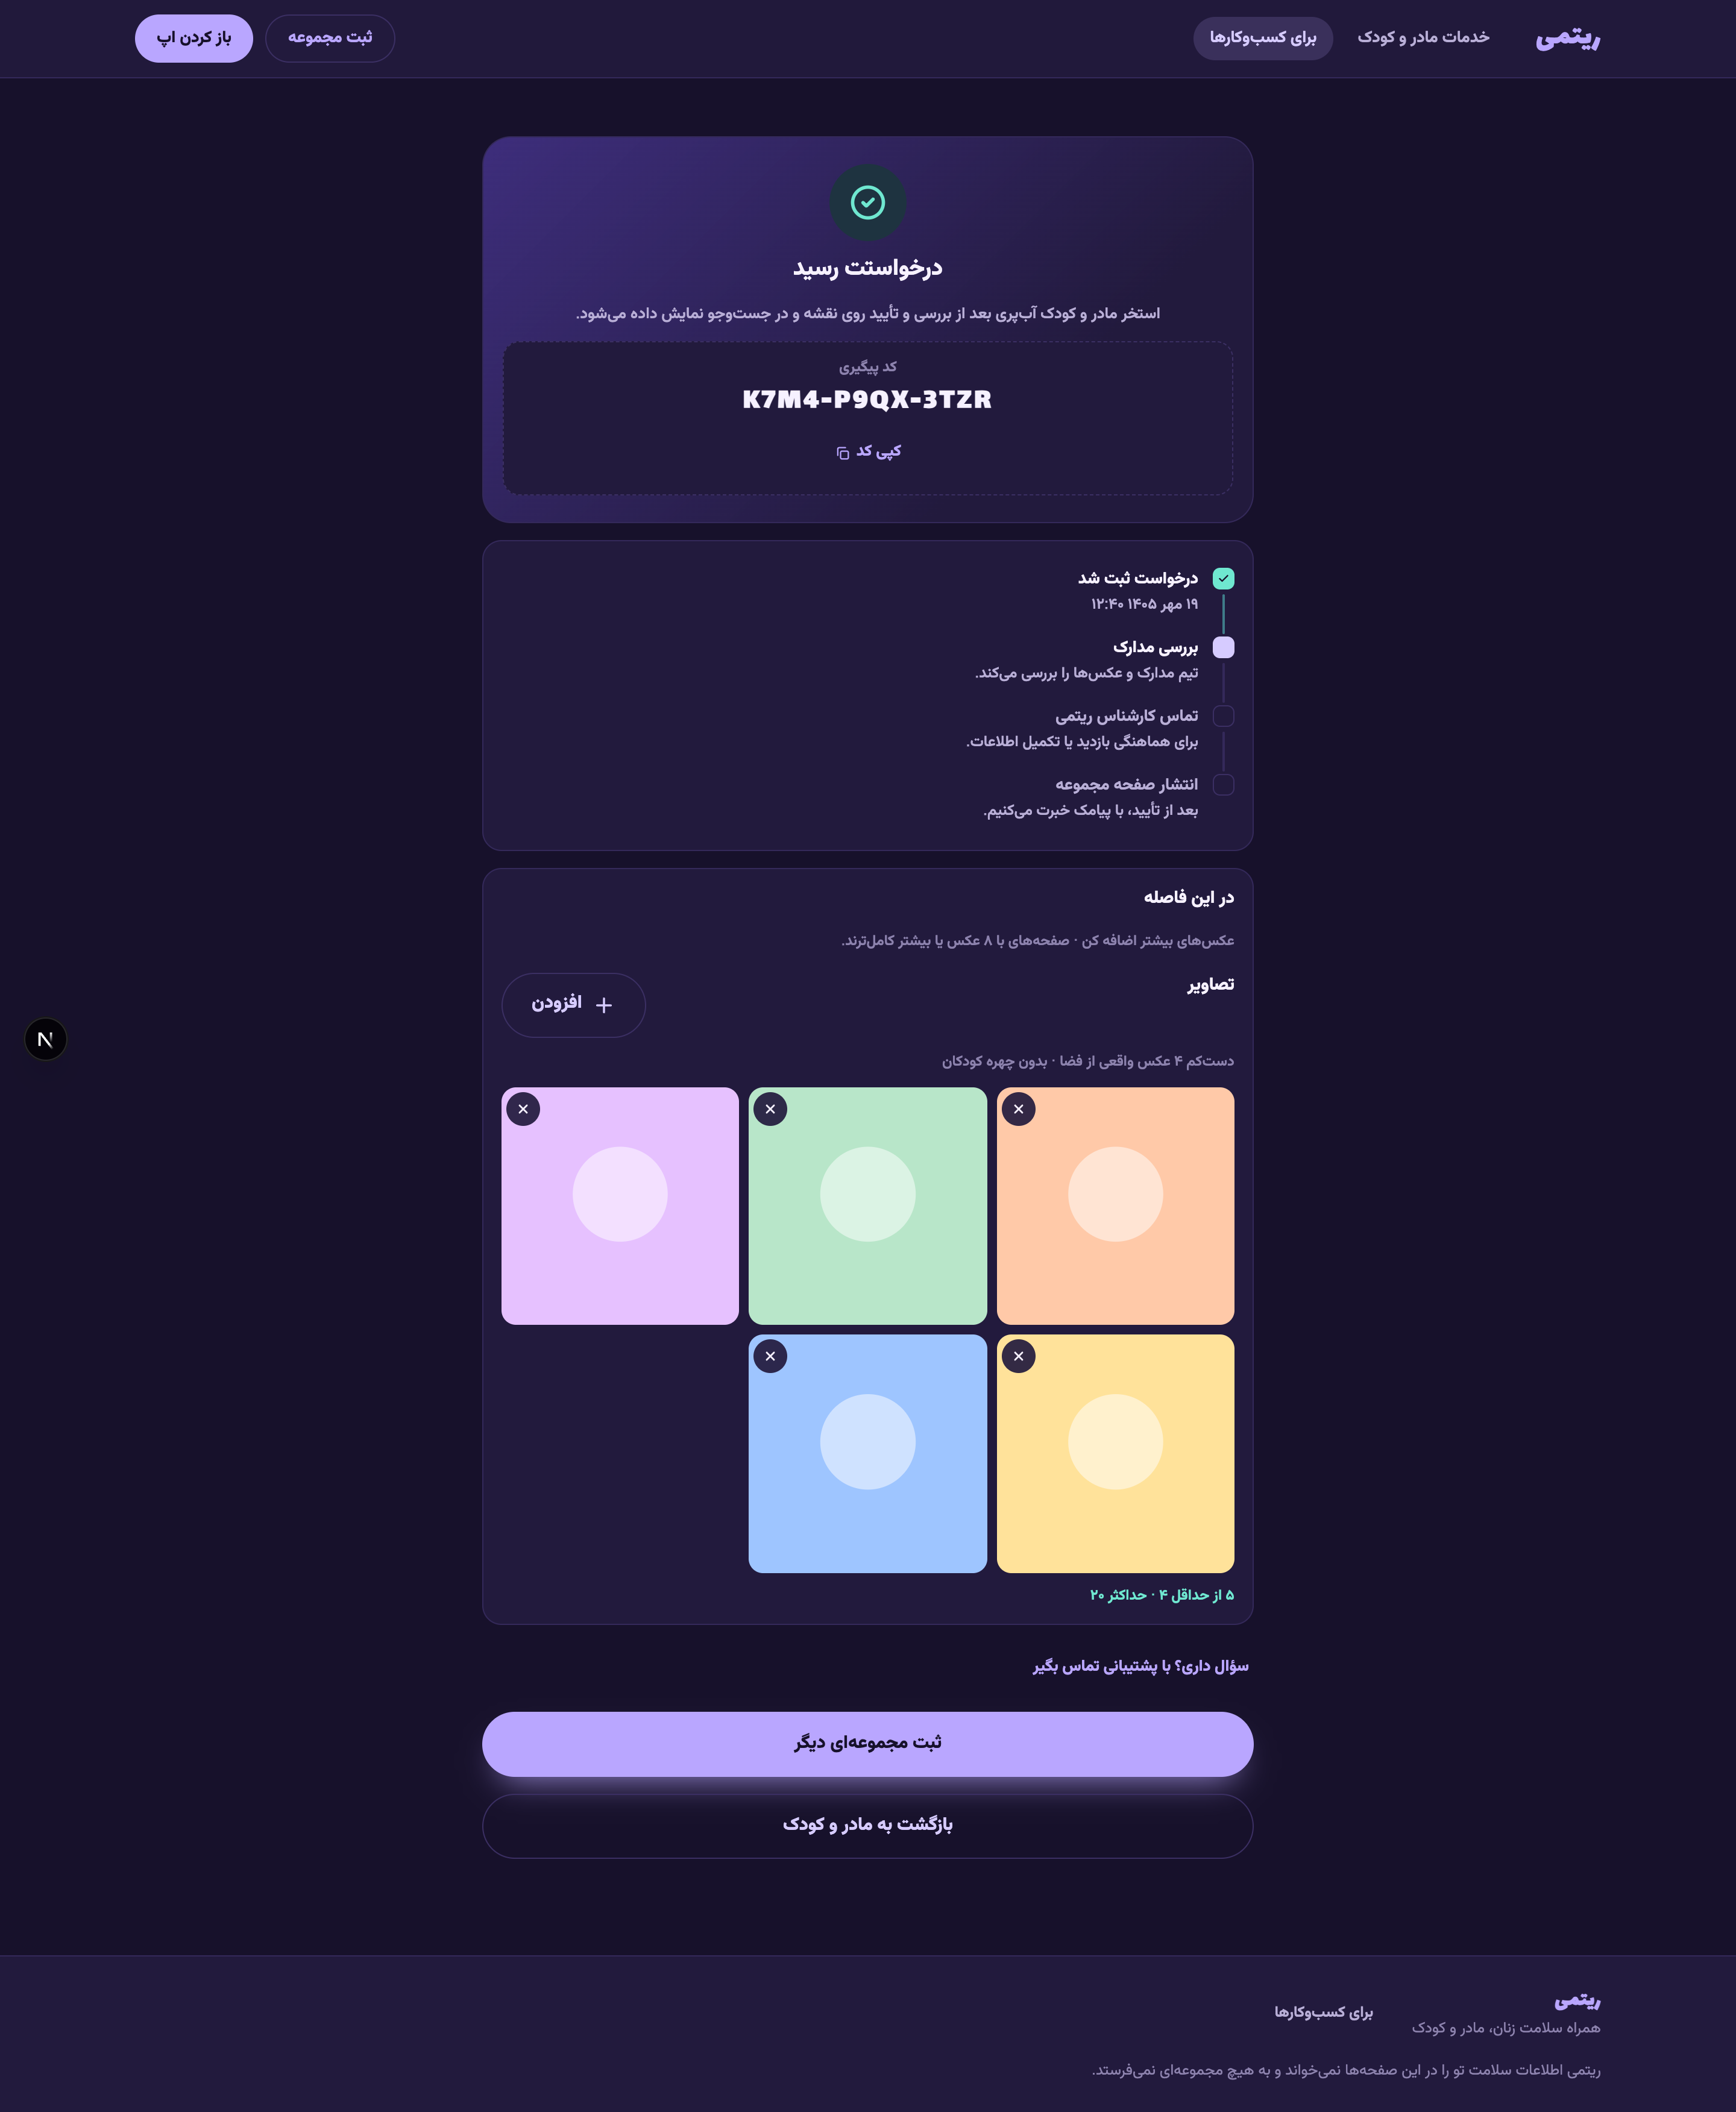 ریتمی
خدمات مادر و کودک
برای کسب‌وکارها
ثبت مجموعه
باز کردن اپ
درخواستت رسید
استخر مادر و کودک آب‌پری بعد از بررسی و تأیید روی نقشه و در جست‌وجو نمایش داده می‌شود.
کد پیگیری
K7M4-P9QX-3TZR
کپی کد
درخواست ثبت شد
۱۹ مهر ۱۴۰۵ ۱۲:۴۰
بررسی مدارک
تیم مدارک و عکس‌ها را بررسی می‌کند.
تماس کارشناس ریتمی
برای هماهنگی بازدید یا تکمیل اطلاعات.
انتشار صفحه مجموعه
بعد از تأیید، با پیامک خبرت می‌کنیم.
در این فاصله
عکس‌های بیشتر اضافه کن · صفحه‌های با ۸ عکس یا بیشتر کامل‌ترند.
تصاویر
افزودن
دست‌کم ۴ عکس واقعی از فضا · بدون چهره کودکان
۵ از حداقل ۴ · حداکثر ۲۰
سؤال داری؟ با پشتیبانی تماس بگیر
ثبت مجموعه‌ای دیگر
بازگشت به مادر و کودک
N
ریتمی
همراه سلامت زنان، مادر و کودک
برای کسب‌وکارها
ریتمی اطلاعات سلامت تو را در این صفحه‌ها نمی‌خواند و به هیچ مجموعه‌ای نمی‌فرستد.